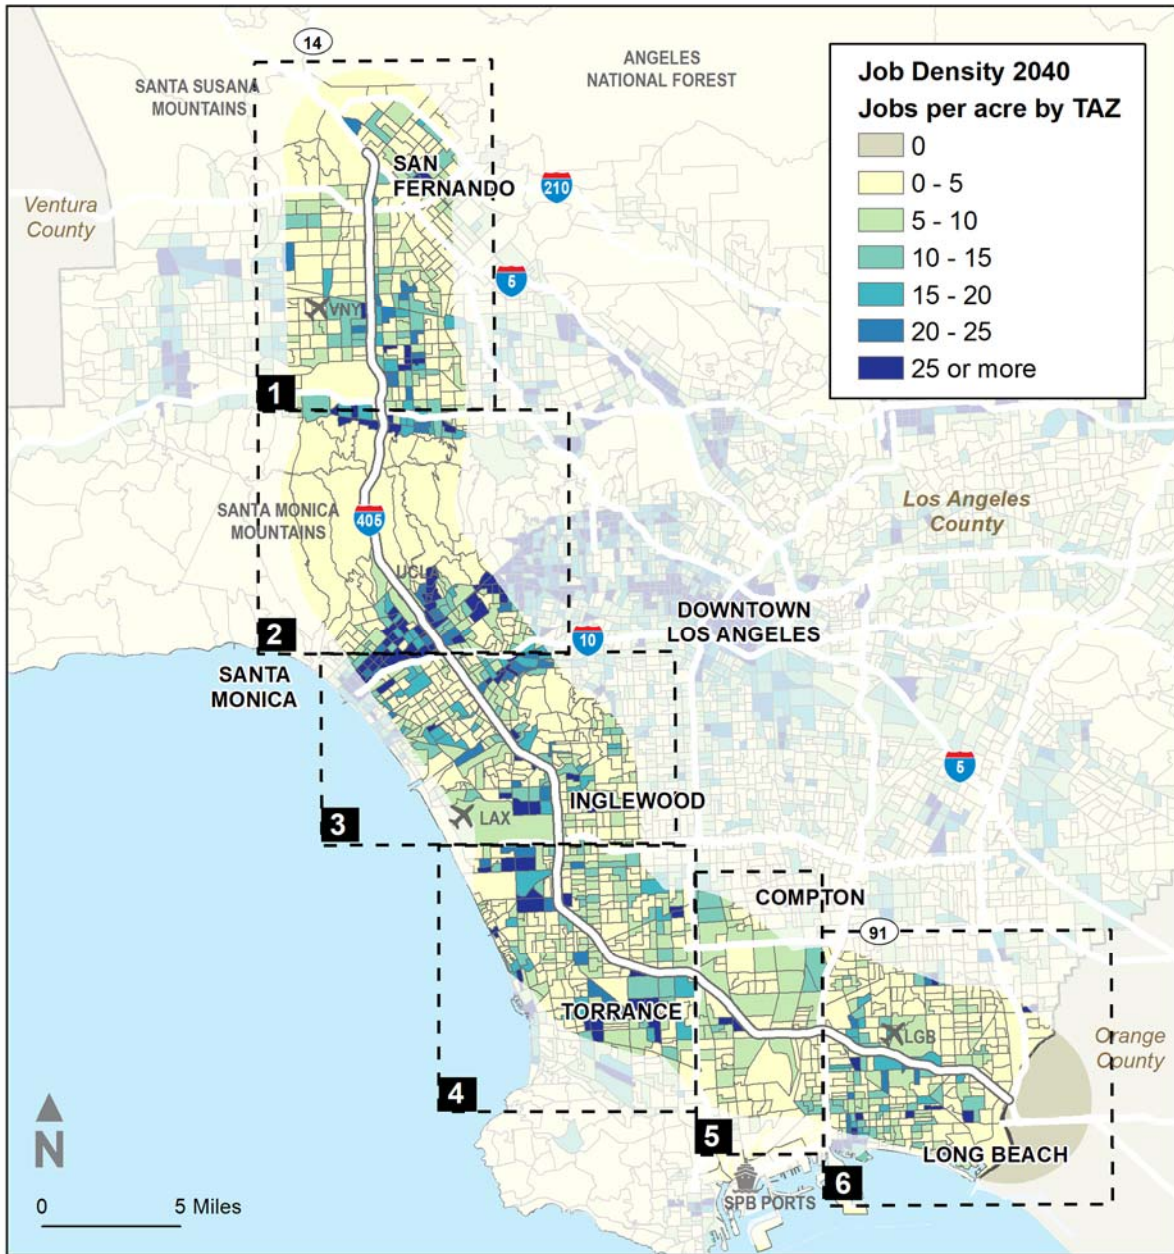 14
SANTA SUSANA
MOUNTAINS
ANGELES
NATIONAL FOREST
Job Density 2040
Jobs per acre by TAZ
0
0 - 5
5 - 10
10 - 15
15 - 20
20 - 25
25 or more
SAN
FERNANDO
210
Ventura
County
5
VNY
1
SANTA MONICA
MOUNTAINS
405
Los Angeles
County
UCLA
DOWNTOWN
LOS ANGELES
10
2
SANTA
MONICA
5
INGLEWOOD
LAX
3
COMPTON
91
TORRANCE
LGB
Orange
County
4
N
5
LONG BEACH
6
SPB PORTS
0 5 Miles